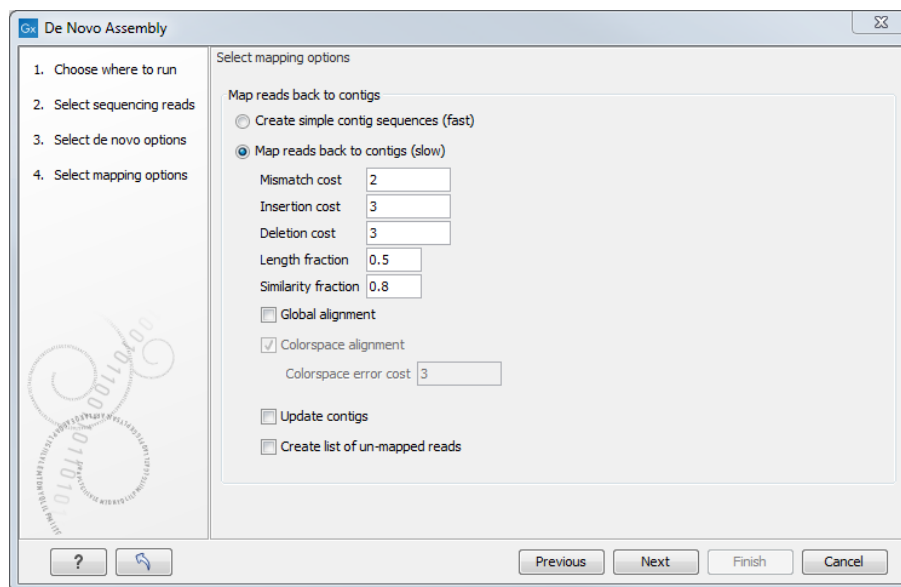 Gx De Novo Assembly
1. Choose where to run
2. Select sequencing reads
3. Select de novo options
4. Select mapping options
Select mapping options
Map reads back to contigs
Create simple contig sequences (fast)
Map reads back to contigs (slow)
Mismatch cost 2
Insertion cost 3
Deletion cost 3
Length fraction 0.5
Similarity fraction 0.8
Global alignment
Colorspace alignment
Colorspace error cost 3
Update contigs
Create list of un-mapped reads
? Previous Next Finish Cancel